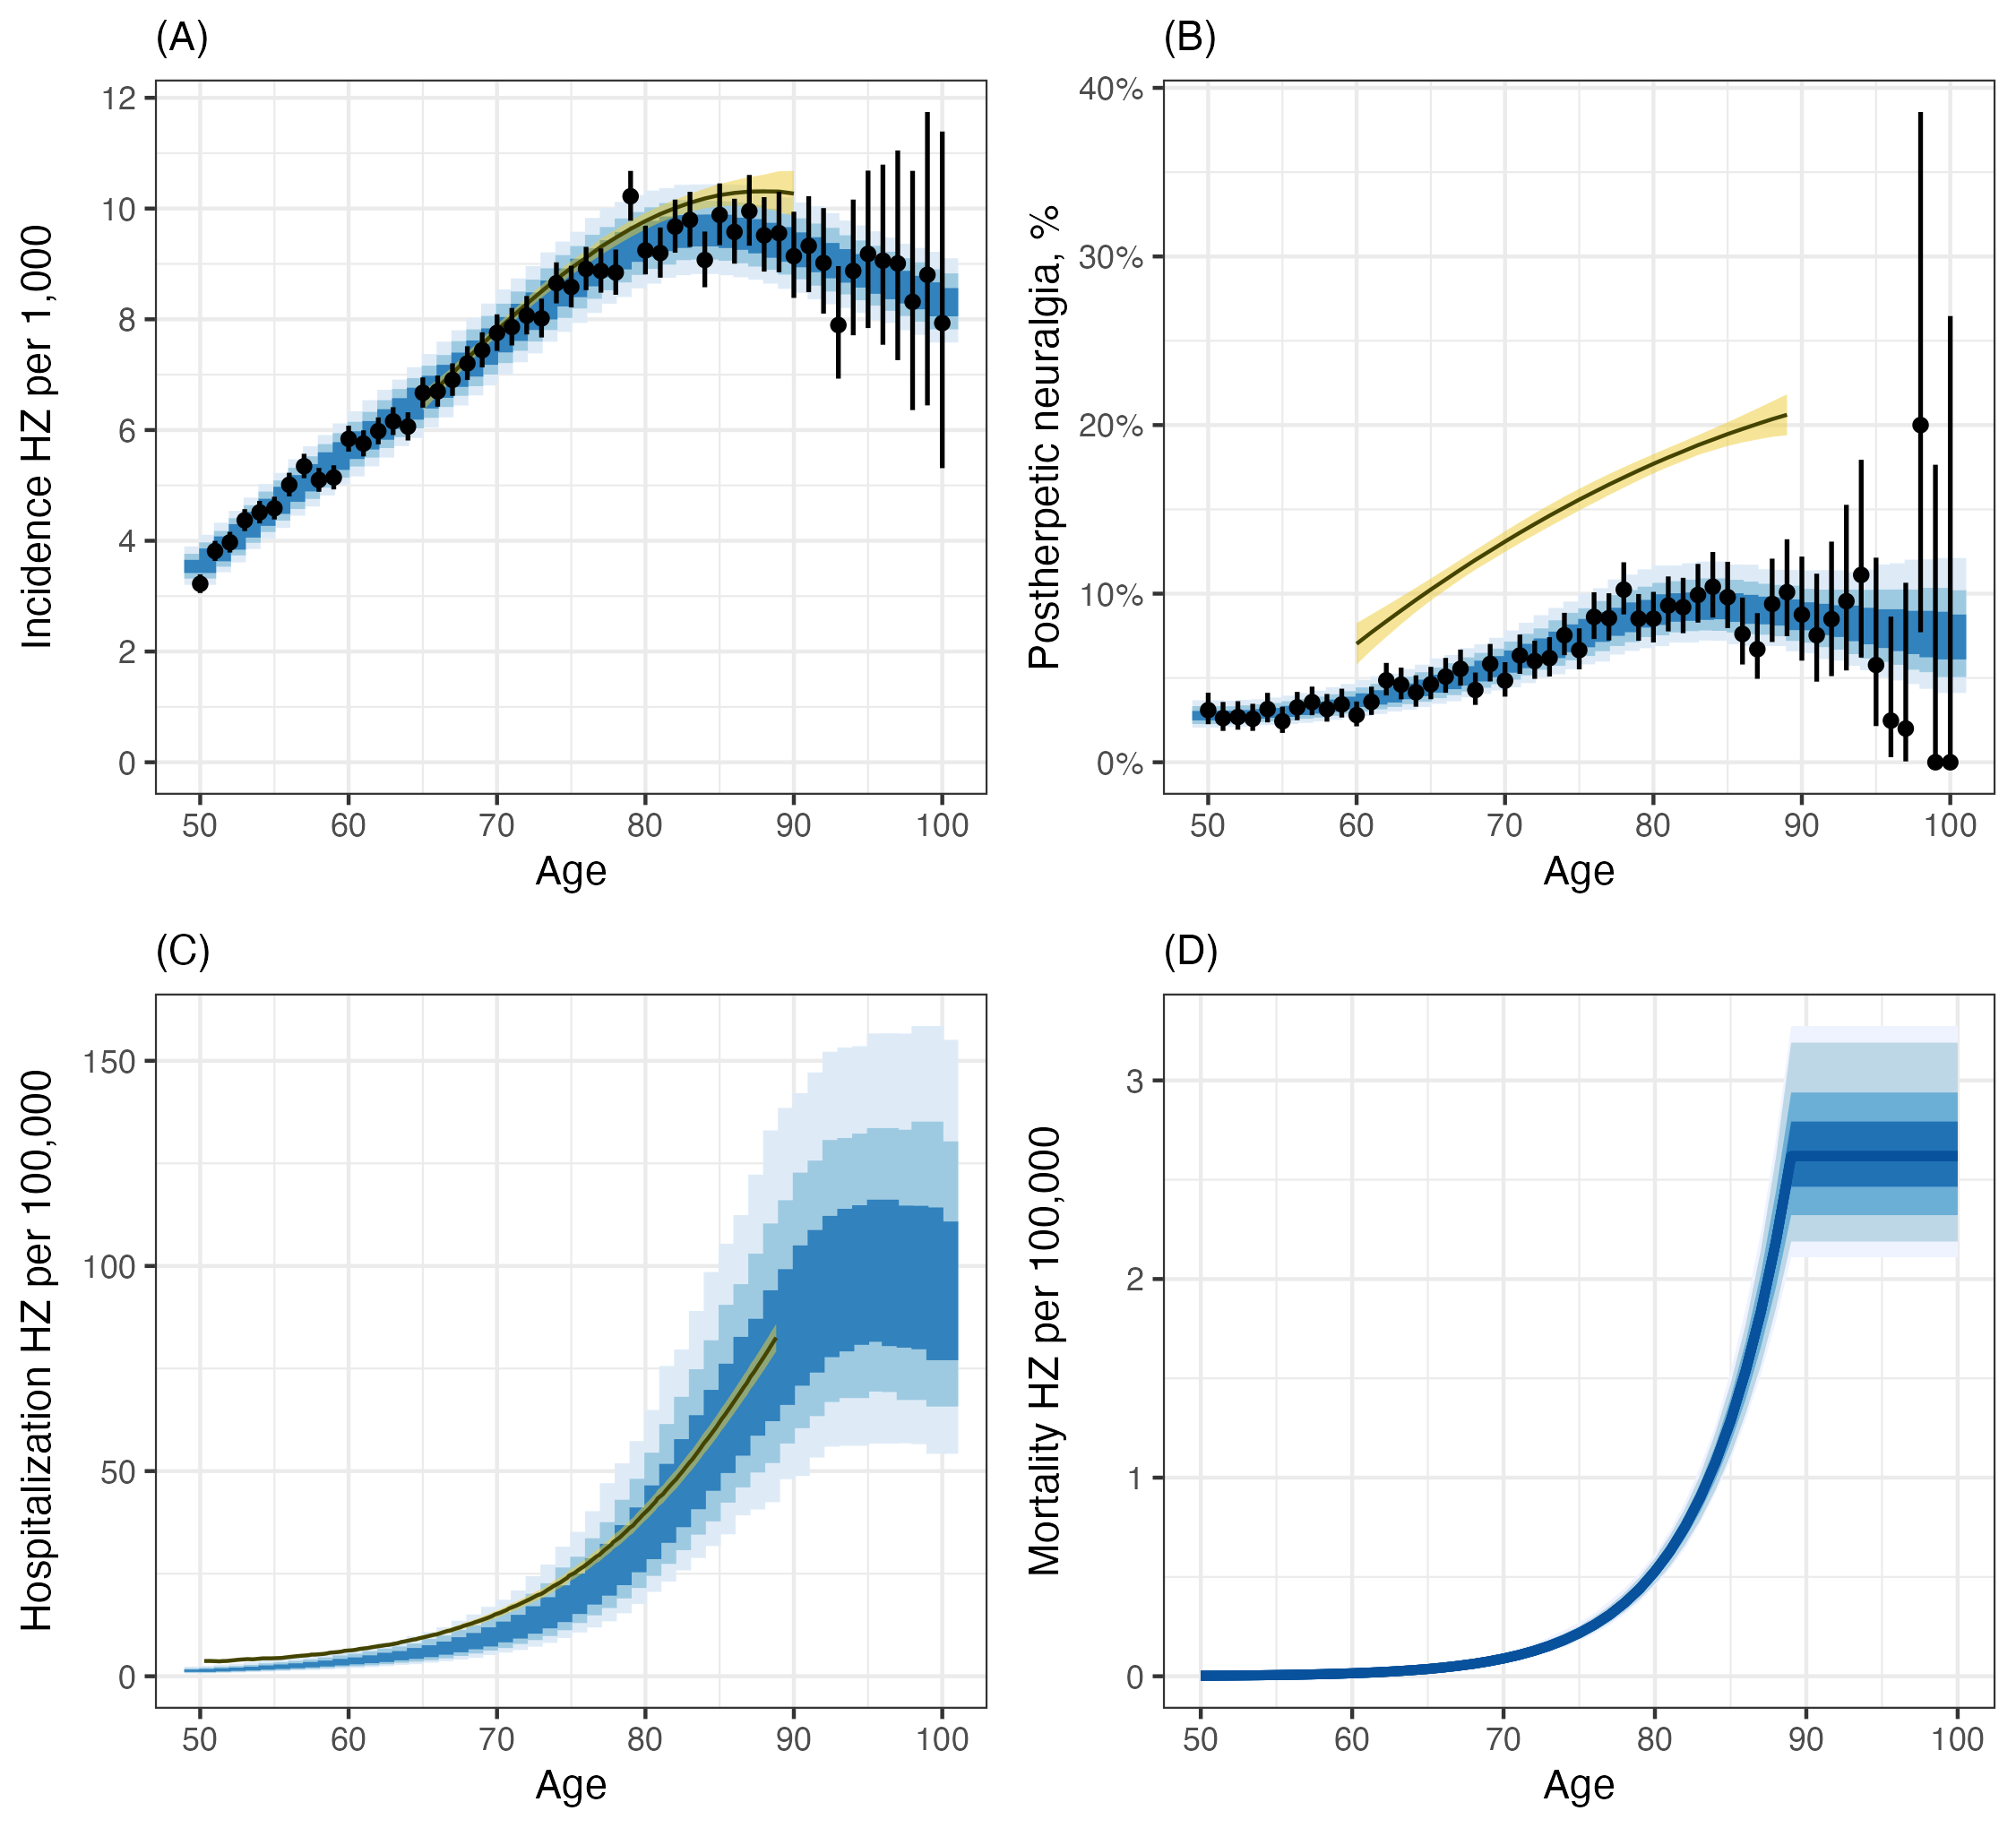 (A)
Incidence HZ per 1,000
12
10
8
6
4
2
0
50 60 70 80 90 100
Age
(B)
Postherpetic neuralgia, %
40%
30%
20%
10%
0%
50 60 70 80 90 100
Age
(C)
Hospitalization HZ per 100,000
150
100
50
0
50 60 70 80 90 100
Age
(D)
Mortality HZ per 100,000
3
2
1
0
50 60 70 80 90 100
Age